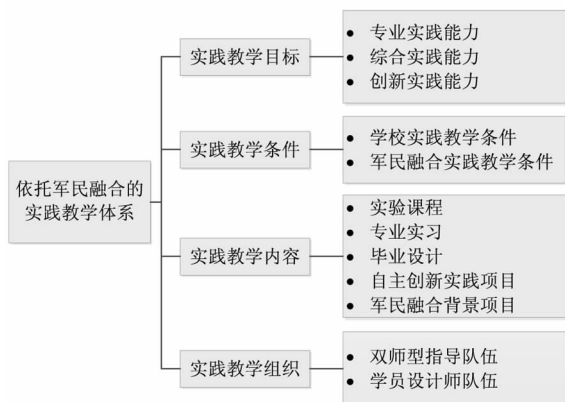 依托军民融合的
实践教学体系
实践教学目标
• 专业实践能力
• 综合实践能力
• 创新实践能力
实践教学条件
• 学校实践教学条件
• 军民融合实践教学条件
实践教学内容
• 实验课程
• 专业实习
• 毕业设计
• 自主创新实践项目
• 军民融合背景项目
实践教学组织
• 双师型指导队伍
• 学员设计师队伍